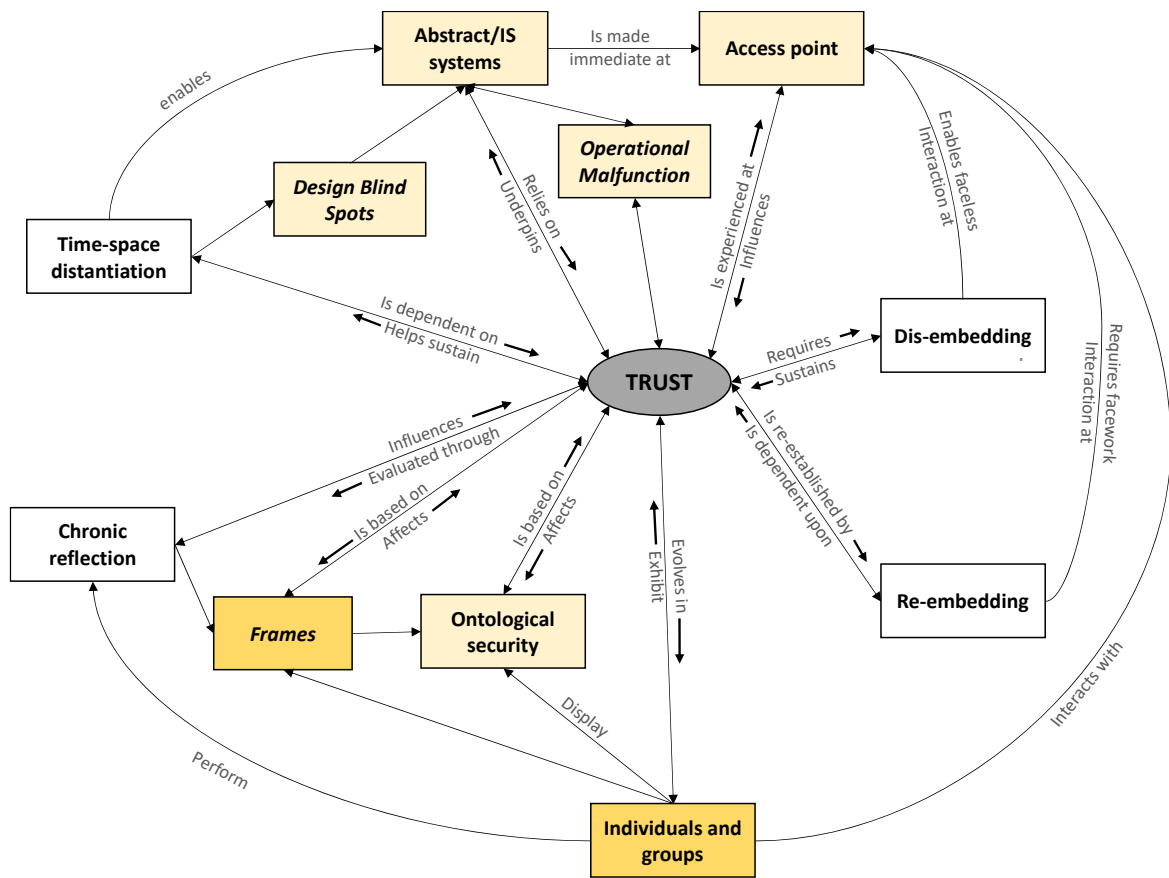 Abstract/IS
systems
Is made
immediate at
Access point
enables
Operational
Malfunction
Design Blind
Spots
Relies on
Underpins
Is experienced at
Influences
Enables faceless
Interaction at
Time-space
distantiation
Is dependent on
Helps sustain
Requires
Sustains
Dis-embedding
.
Requires facework
Interaction at
TRUST
Influences
Evaluated through
Is based on
Affects
Is based on
Affects
Evolves in
Exhibit
Is re-established by
Is dependent upon
Chronic
reflection
Frames
Ontological
security
Re-embedding
Display
Interacts with
Perform
Individuals and
groups